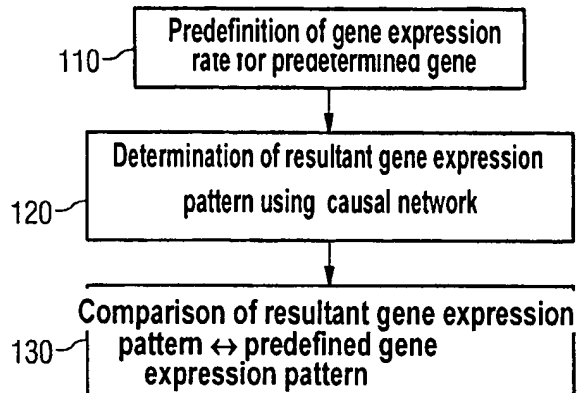 Predefinition of gene expression
110 rate for predetermined gene
Determination of resultant gene expression
120 pattern using causal network
Comparison of resultant gene expression
130 pattern ↔ predefined gene
expression pattern